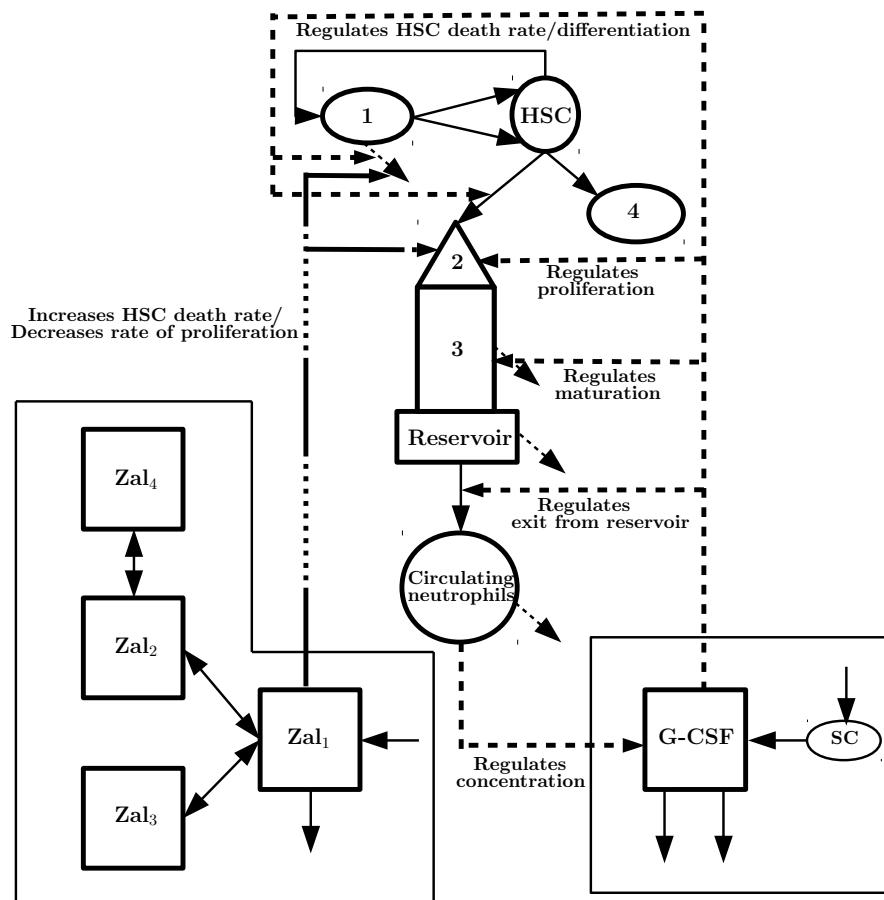 Regulates HSC death rate/differentiation
1
HSC
4
2
Regulates
proliferation
Increases HSC death rate/
Decreases rate of proliferation
3
Regulates
maturation
Reservoir
Zal4
Regulates
exit from reservoir
Circulating
neutrophils
Zal2
Zal1
G-CSF
SC
Regulates
concentration
Zal3